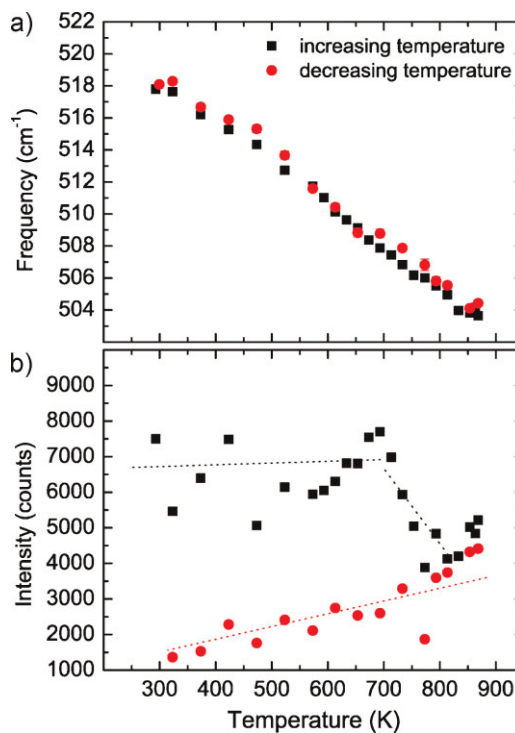 a)
522
520
518
516
514
512
510
508
506
504
Frequency (cm⁻¹)
increasing temperature
decreasing temperature
b)
9000
8000
7000
6000
5000
4000
3000
2000
1000
Intensity (counts)
300 400 500 600 700 800 900
Temperature (K)